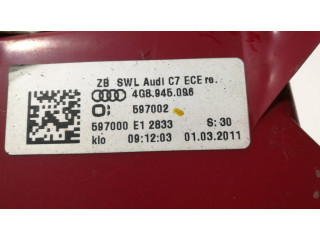 ZB SWL Audi C7 ECE re.
4G8.945.096
597002
597000 E1 2833 S: 30
klo 09:12:03 01.03.2011